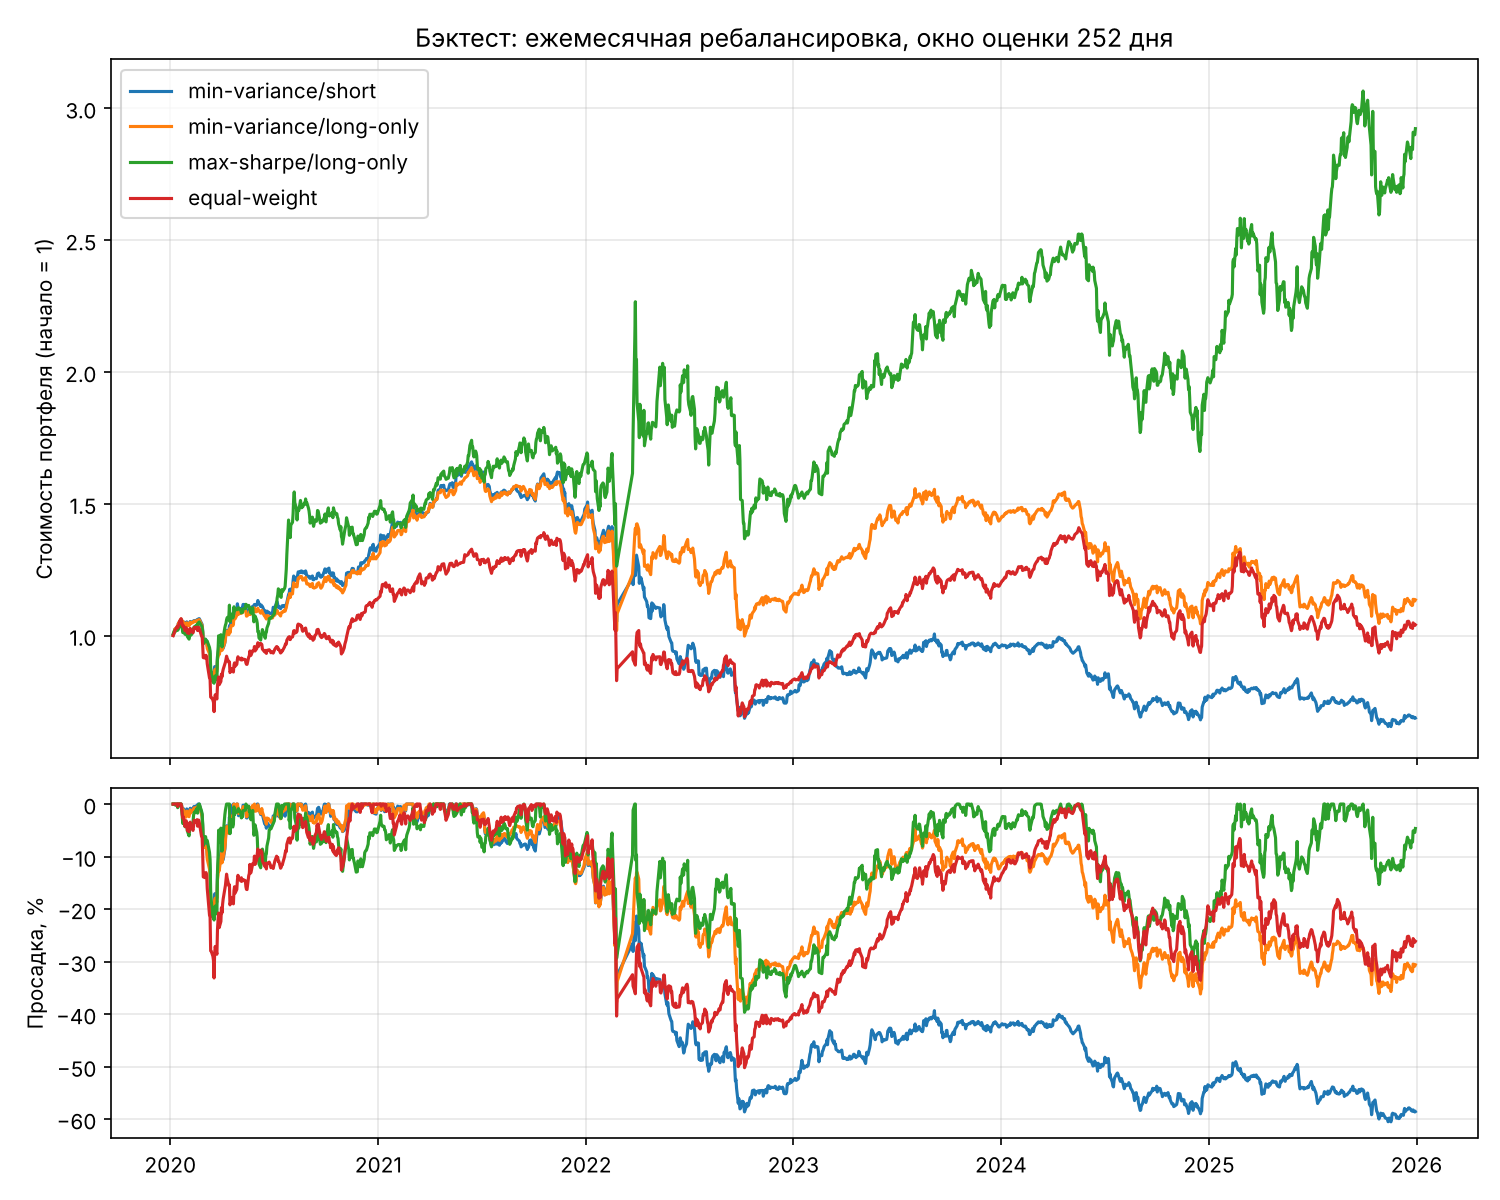 Бэктест: ежемесячная ребалансировка, окно оценки 252 дня
min-variance/short
min-variance/long-only
max-sharpe/long-only
equal-weight
Стоимость портфеля (начало = 1)
3.0
2.5
2.0
1.5
1.0
Просадка, %
0
−10
−20
−30
−40
−50
−60
2020
2021
2022
2023
2024
2025
2026